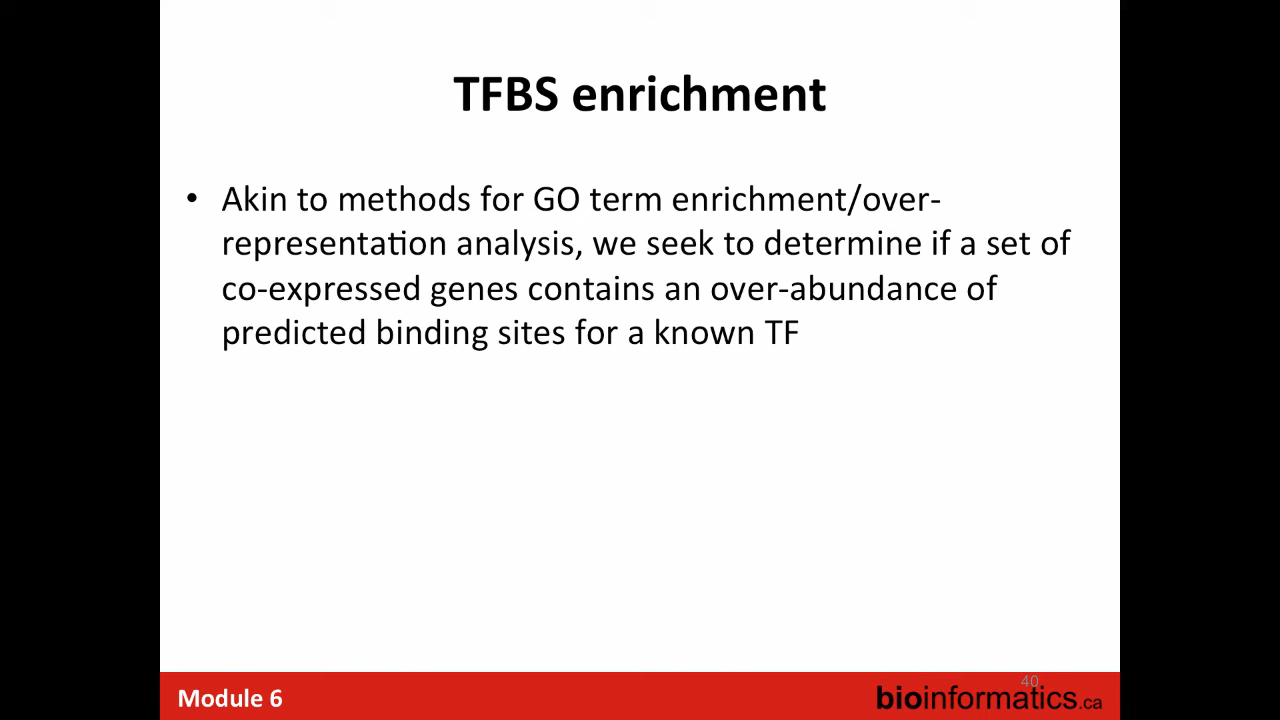 TFBS enrichment
• Akin to methods for GO term enrichment/over-
representation analysis, we seek to determine if a set of
co-expressed genes contains an over-abundance of
predicted binding sites for a known TF
Module 6
40
bioinformatics.ca